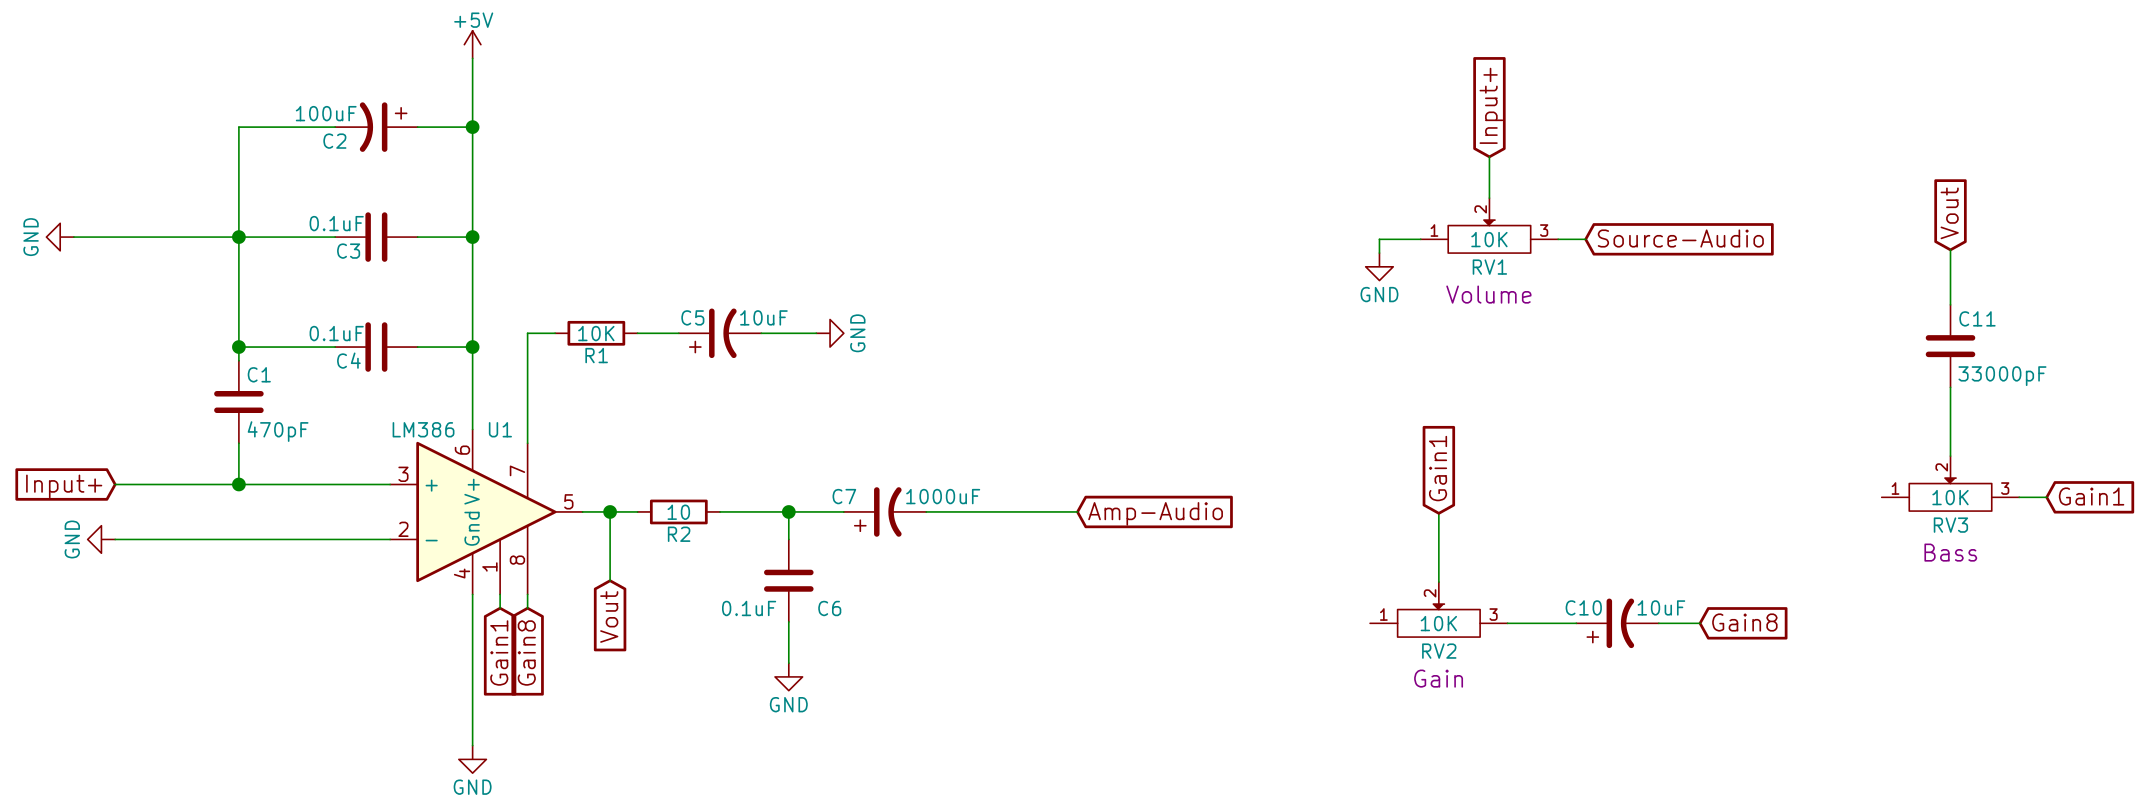 +5V
100uF
+
C2
0.1uF
C3
GND
0.1uF
C4
C1
470pF
LM386
U1
Input+
3
+
6
V+
7
5
Gnd
GND
2
−
4
1
8
Gain1
Gain8
GND
10K
R1
C5
10uF
+
GND
10
R2
Vout
C7
1000uF
+
Amp-Audio
0.1uF
C6
GND
Input+
2
1
10K
3
Source-Audio
RV1
GND
Volume
Gain1
2
1
10K
3
RV2
Gain
C10
10uF
+
Gain8
Vout
C11
33000pF
2
1
10K
3
Gain1
RV3
Bass